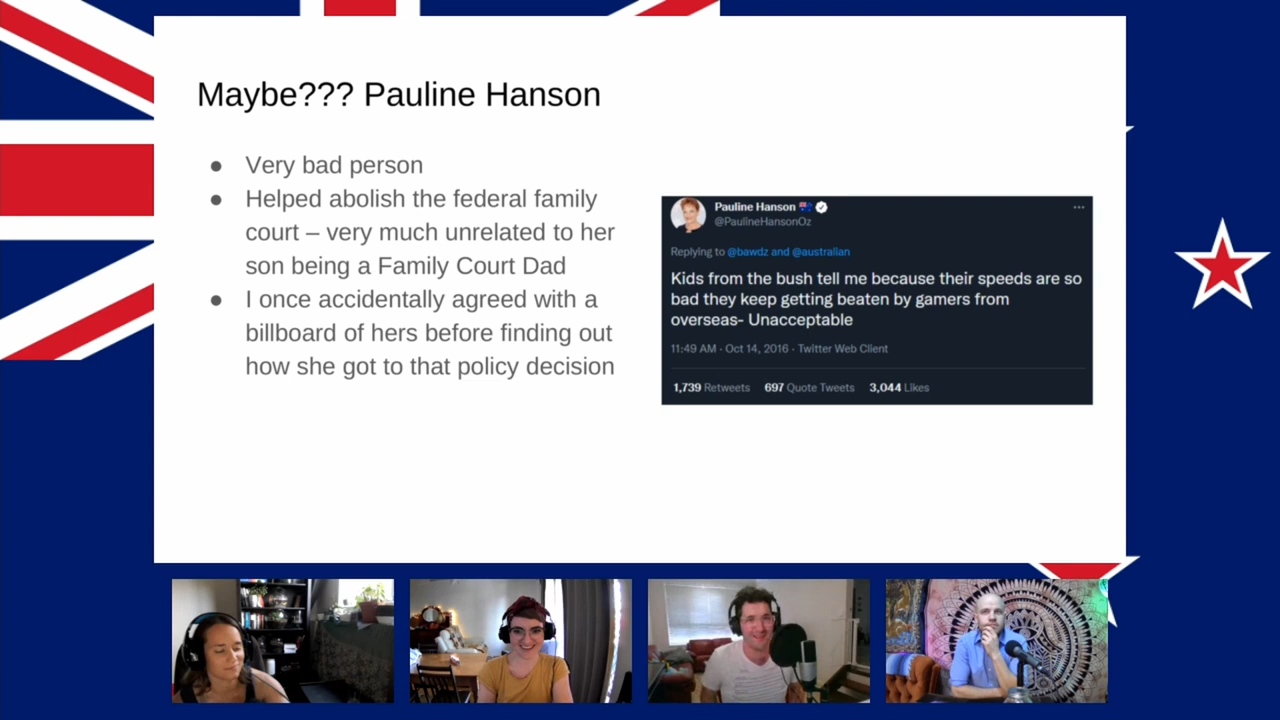 Maybe??? Pauline Hanson
● Very bad person
● Helped abolish the federal family
court – very much unrelated to her
son being a Family Court Dad
● I once accidentally agreed with a
billboard of hers before finding out
how she got to that policy decision
Pauline Hanson 🇦🇺
@PaulineHansonOz
Replying to @bawdz and @australian
Kids from the bush tell me because their speeds are so
bad they keep getting beaten by gamers from
overseas- Unacceptable
11:49 AM · Oct 14, 2016 · Twitter Web Client
1,739 Retweets 697 Quote Tweets 3,044 Likes